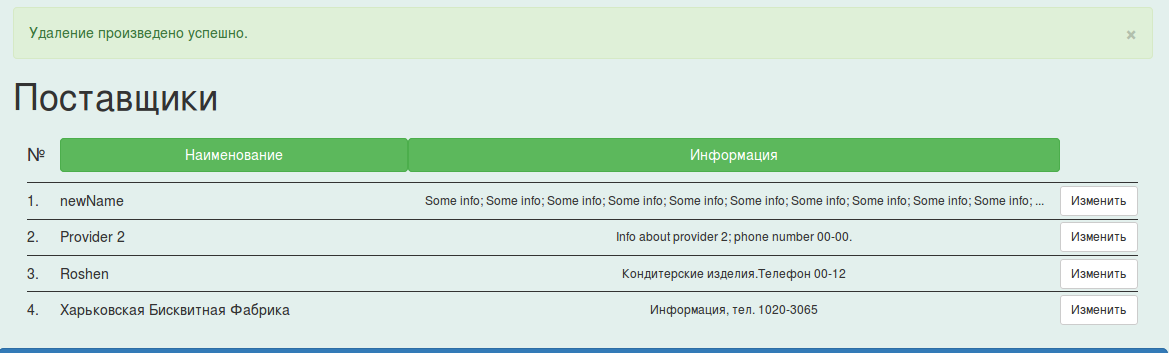 Удаление произведено успешно. ×
Поставщики
№ Наименование Информация
1. newName Some info; Some info; Some info; Some info; Some info; Some info; Some info; Some info; Some info; Some info; ... Изменить
2. Provider 2 Info about provider 2; phone number 00-00. Изменить
3. Roshen Кондитерские изделия.Телефон 00-12 Изменить
4. Харьковская Бисквитная Фабрика Информация, тел. 1020-3065 Изменить